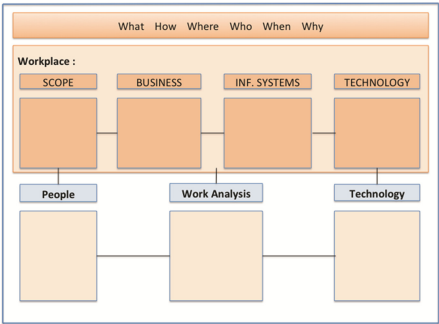 What How Where Who When Why
Workplace :
SCOPE BUSINESS INF. SYSTEMS TECHNOLOGY
People Work Analysis Technology